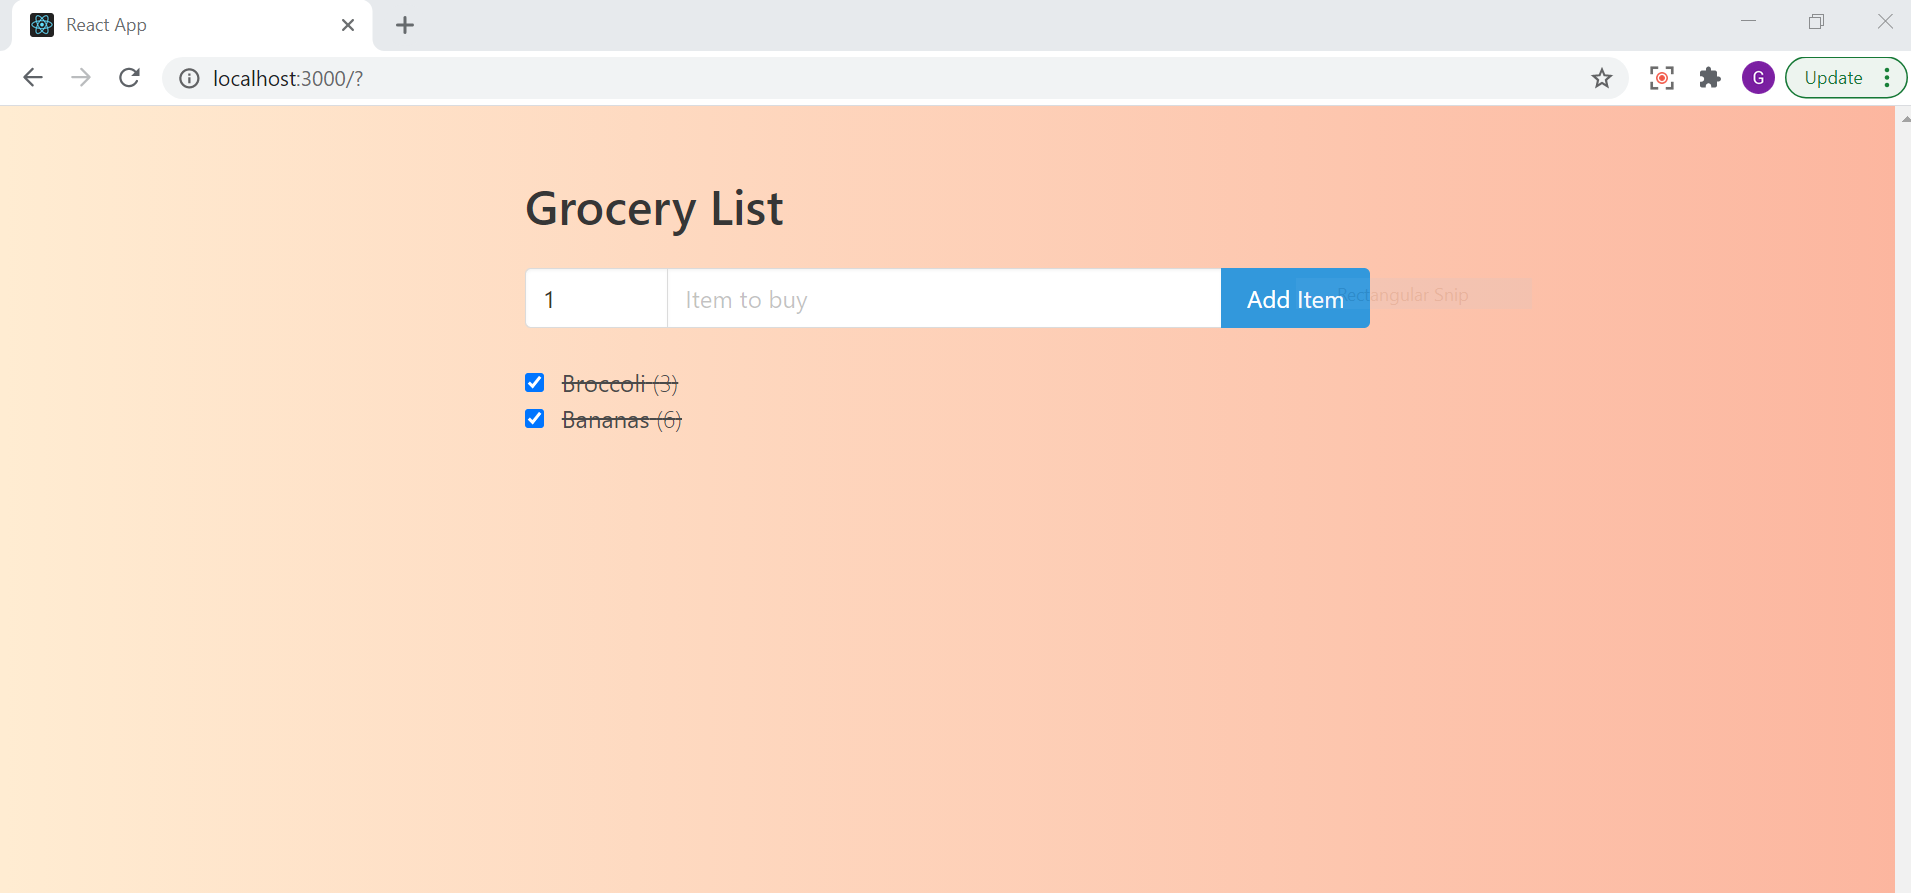 React App
localhost:3000/?
G
Update
Grocery List
1
Item to buy
Add Item
Rectangular Snip
Broccoli (3)
Bananas (6)